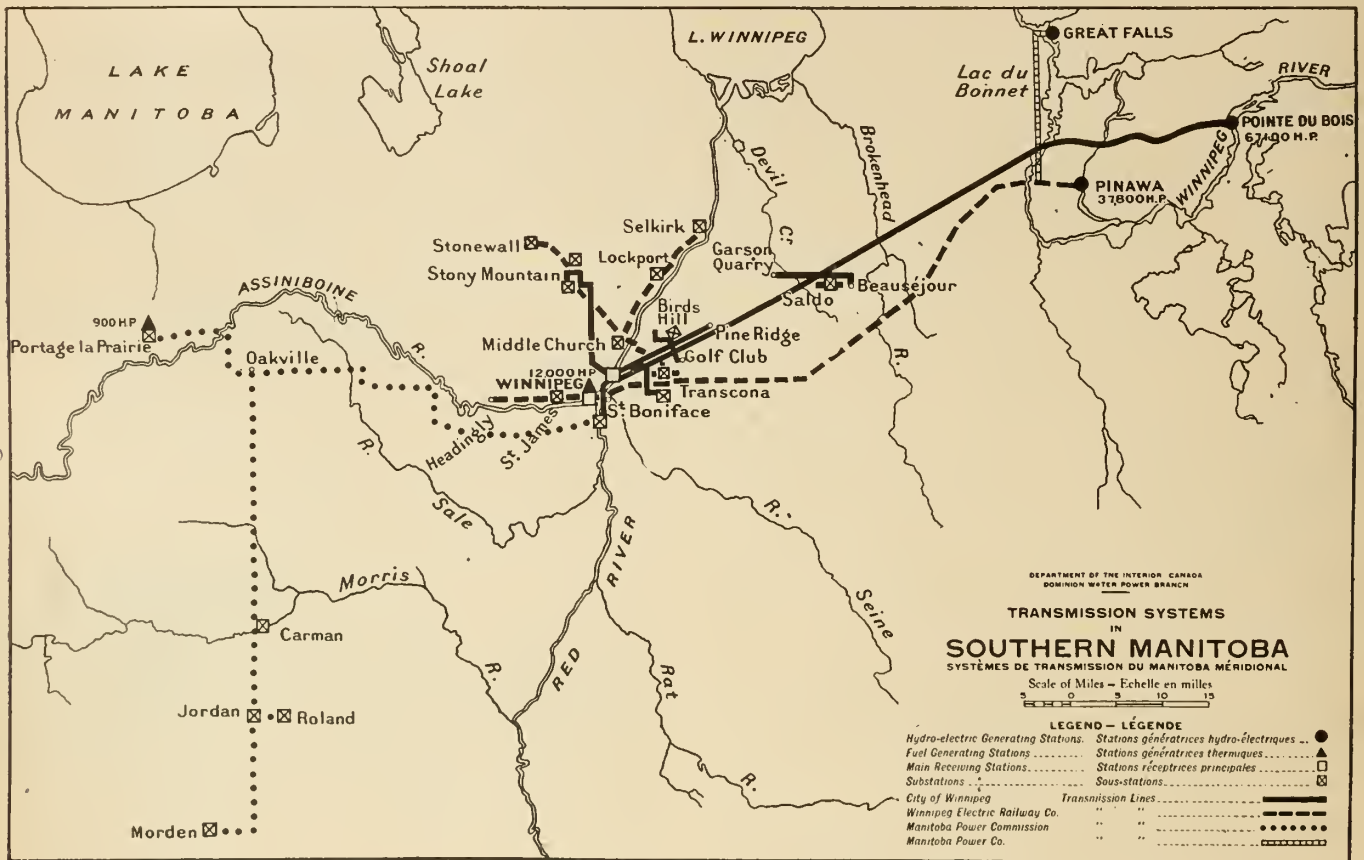 LAKE
MANITOBA
Shoal
Lake
L. WINNIPEG
GREAT FALLS
Lac du
Bonnet
RIVER
POINTE DU BOIS
67100 H.P.
WINNIPEG
PINAWA
37800 H.P.
Devil
Cr.
Brokenhead
R.
Selkirk
Stonewall
Lockport
Stony Mountain
Garson
Quarry
Saldo
Beausejour
ASSINIBOINE
R.
900 HP
Portage la Prairie
Oakville
Birds
Hill
Pine Ridge
Middle Church
Golf Club
12,000 HP
WINNIPEG
Transcona
St. Boniface
Headingly
St. James
R.
Sale
R.
Seine
RED RIVER
Morris
R.
Rat
R.
Carman
Jordan
Roland
Morden
DEPARTMENT OF THE INTERIOR CANADA
DOMINION WATER POWER BRANCH
TRANSMISSION SYSTEMS
IN
SOUTHERN MANITOBA
SYSTÈMES DE TRANSMISSION DU MANITOBA MÉRIDIONAL
Scale of Miles – Echelle en milles
5 0 5 10 15
LEGEND – LÉGENDE
Hydro-electric Generating Stations. Stations génératrices hydro-électriques
Fuel Generating Stations Stations génératrices thermiques
Main Receiving Stations Stations réceptrices principales
Substations Sous-stations
City of Winnipeg Transmission Lines
Winnipeg Electric Railway Co. " "
Manitoba Power Commission " "
Manitoba Power Co. " "